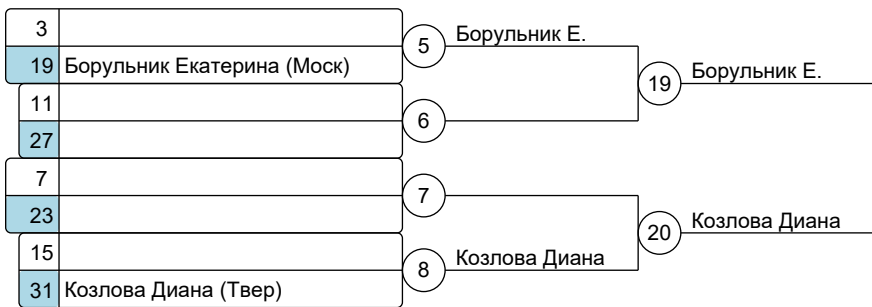 3
5 Борульник Е.
19 Борульник Екатерина (Моск)
19 Борульник Е.
11
6
27
7
7
23
15
20 Козлова Диана
8 Козлова Диана
31 Козлова Диана (Твер)